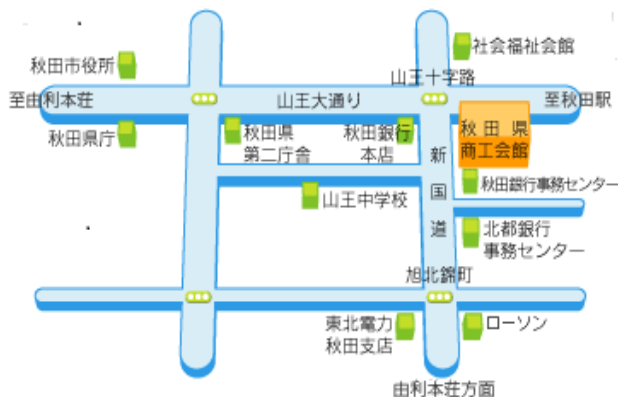 社会福祉会館
秋田市役所
山王十字路
至由利本荘
山王大通り
至秋田駅
秋田県庁
秋田県
第二庁舎
秋田銀行
本店
新国道
秋田県
商工会館
秋田銀行事務センター
山王中学校
北都銀行
事務センター
旭北錦町
東北電力
秋田支店
ローソン
由利本荘方面